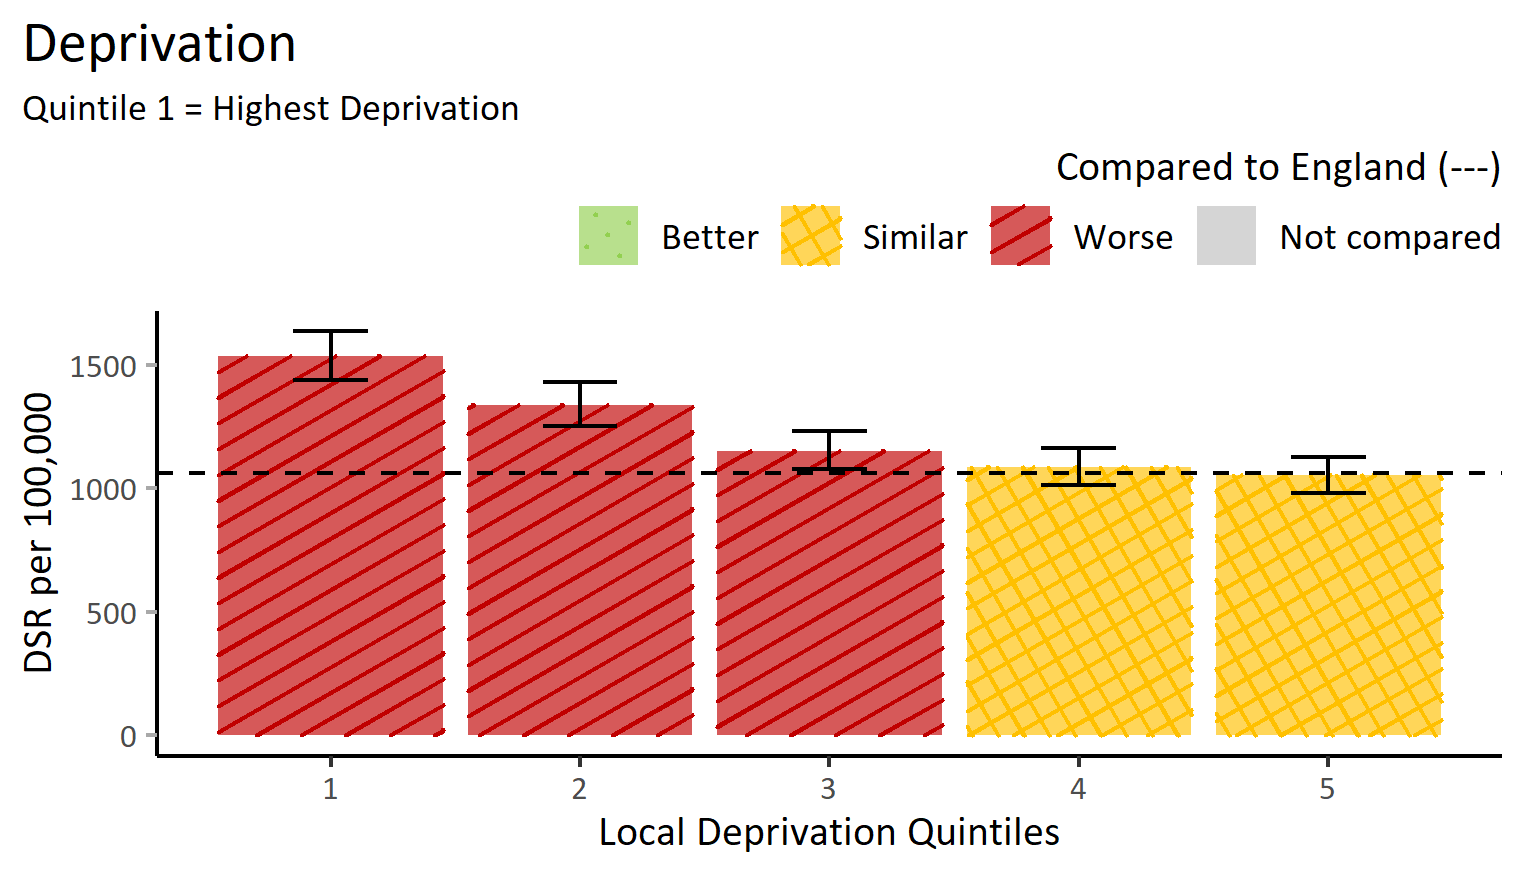 Deprivation
Quintile 1 = Highest Deprivation
Compared to England (---)
Better Similar Worse Not compared
DSR per 100,000
1500
1000
500
0
1 2 3 4 5
Local Deprivation Quintiles